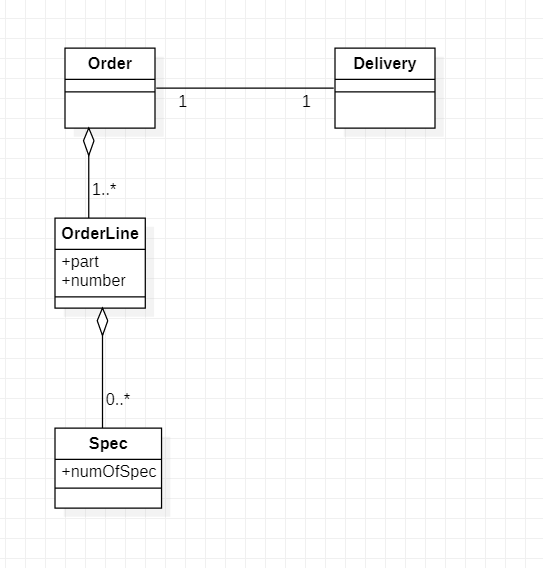 Order
Delivery
1
1
1..*
OrderLine
+part
+number
0..*
Spec
+numOfSpec